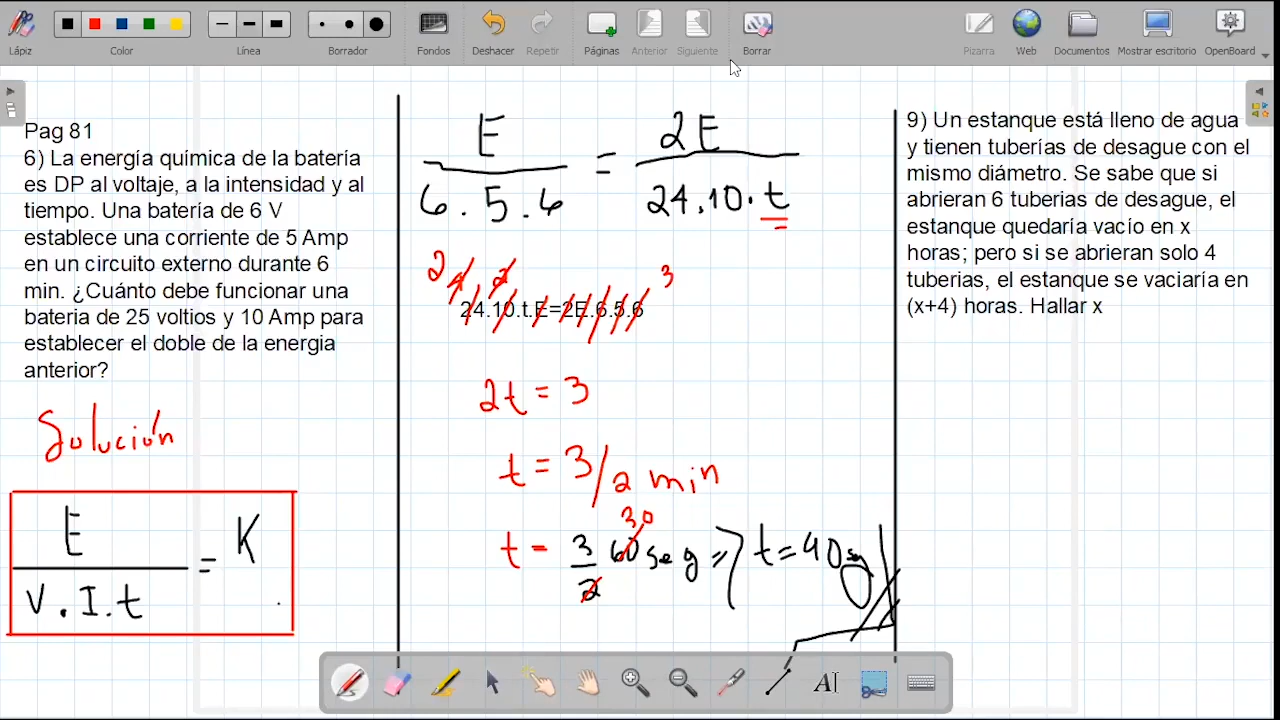 Lápiz
Color
Línea
Borrador
Fondos
Deshacer
Repetir
Páginas
Anterior
Siguiente
Borrar
Pizarra
Web
Documentos
Mostrar escritorio
OpenBoard
Pag 81
6) La energía química de la batería
es DP al voltaje, a la intensidad y al
tiempo. Una batería de 6 V
establece una corriente de 5 Amp
en un circuito externo durante 6
min. ¿Cuánto debe funcionar una
bateria de 25 voltios y 10 Amp para
establecer el doble de la energia
anterior?
Solución
E
V.I.t
= K
E
6.5.6
=
2E
24.10.t
2 4 2 3
24.10.t.E=2E.6.5.6
2t = 3
t = 3/2 min
30
t = 3/2 60 seg => t = 90 seg
9) Un estanque está lleno de agua
y tienen tuberías de desague con el
mismo diámetro. Se sabe que si
abrieran 6 tuberias de desague, el
estanque quedaría vacío en x
horas; pero si se abrieran solo 4
tuberias, el estanque se vaciaría en
(x+4) horas. Hallar x